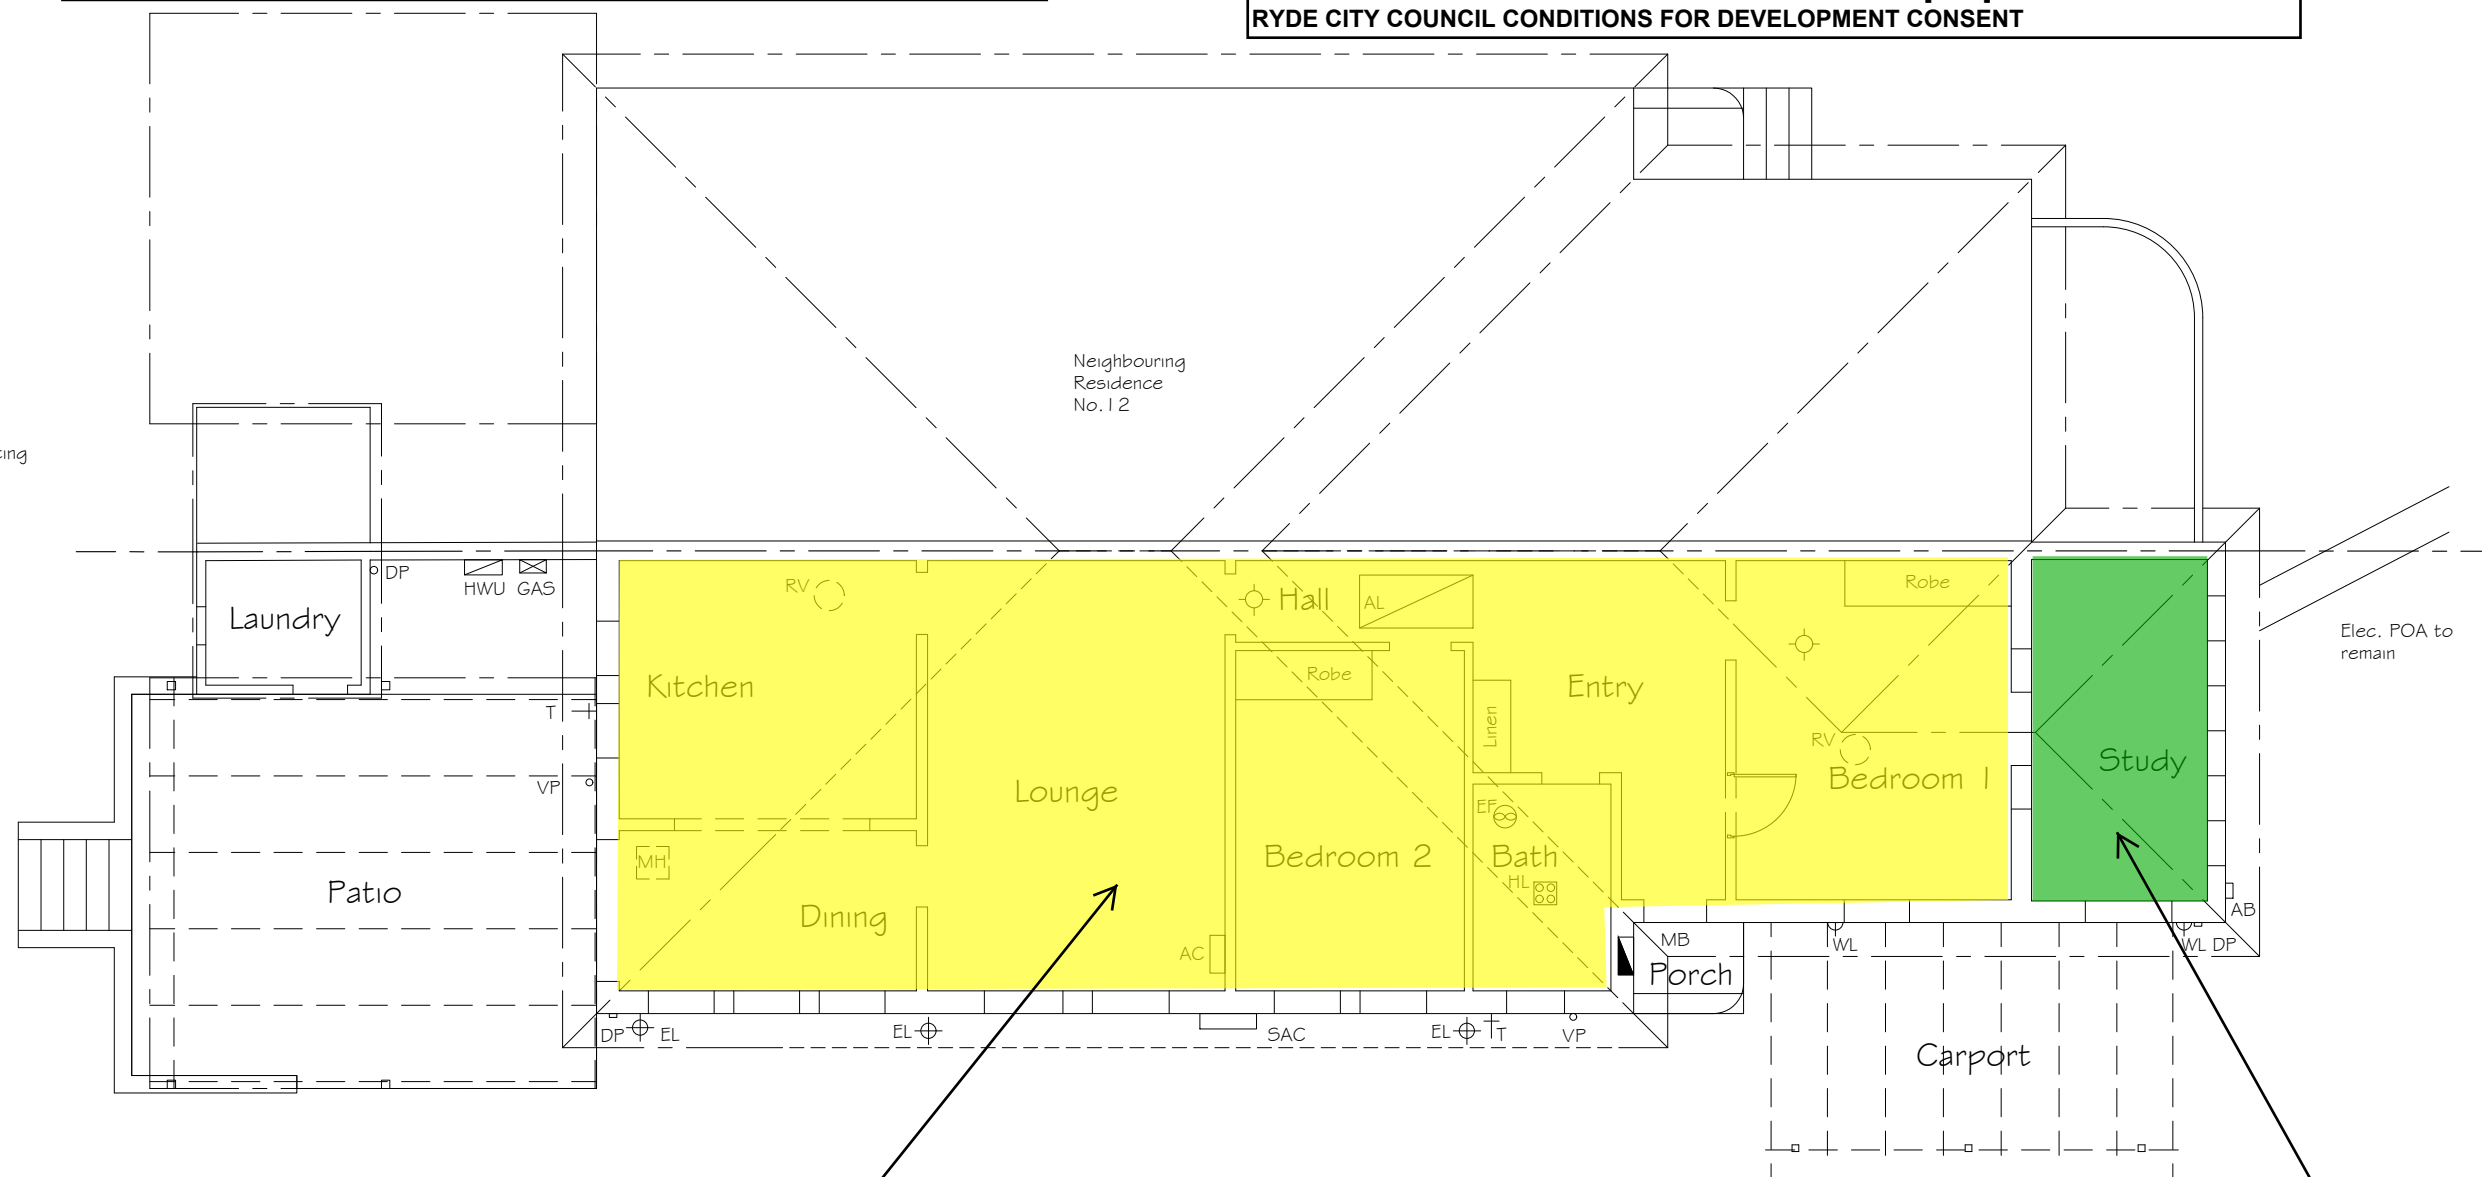 RYDE CITY COUNCIL CONDITIONS FOR DEVELOPMENT CONSENT
Neighbouring
Residence
No.12
DP
HWU GAS
Laundry
RV
Hall
AL
Robe
Elec. POA to
remain
Kitchen
Robe
Entry
Linen
T
VP
RV
Study
Lounge
Bedroom 1
EF
MH
Bedroom 2
Bath
HL
Patio
Dining
AC
AB
MB
WL
WL DP
Porch
DP
EL
EL
SAC
EL
T
VP
Carport